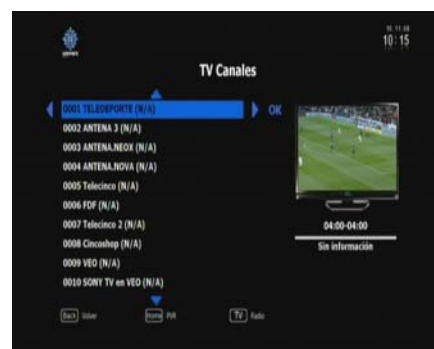 10:15
TV Canales
0001 TELEDEPORTE (N/A)
OK
0002 ANTENA 3 (N/A)
0003 ANTENA.NEOX (N/A)
0004 ANTENA.NOVA (N/A)
0005 Telecinco (N/A)
0006 FDF (N/A)
0007 Telecinco 2 (N/A)
0008 Cincoshop (N/A)
0009 VEO (N/A)
0010 SONY TV en VEO (N/A)
04:00-04:00
Sin información
Back Volver
Home PVR
TV Radio